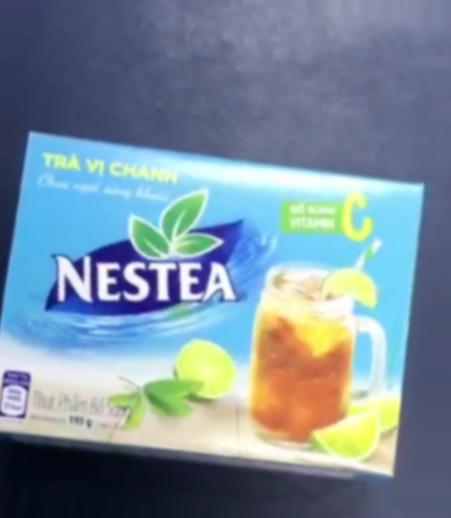 TRÀ VỊ CHANH
Chua ngọt sảng khoái
BỔ SUNG
VITAMIN C
NESTEA
Thực Phẩm Bổ Sung
195 g